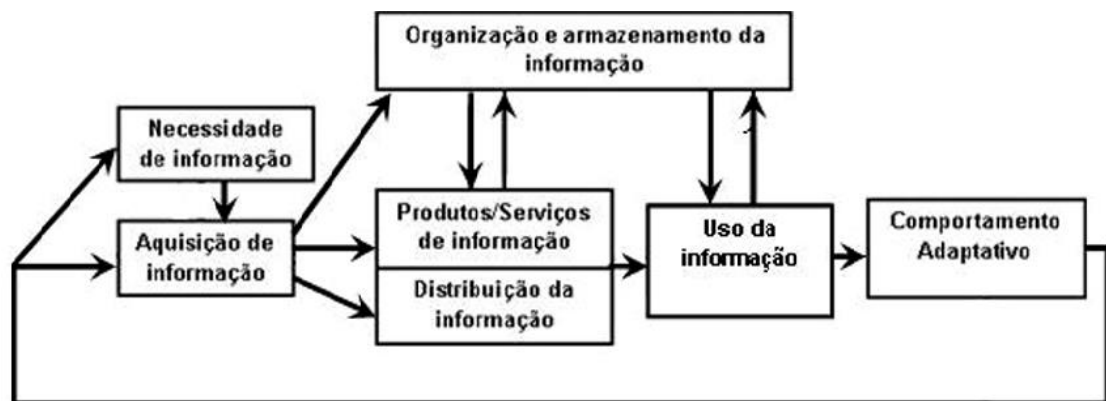 Organização e armazenamento da
informação
Necessidade
de informação
Aquisição de
informação
Produtos/Serviços
de informação
Distribuição da
informação
Uso da
informação
Comportamento
Adaptativo